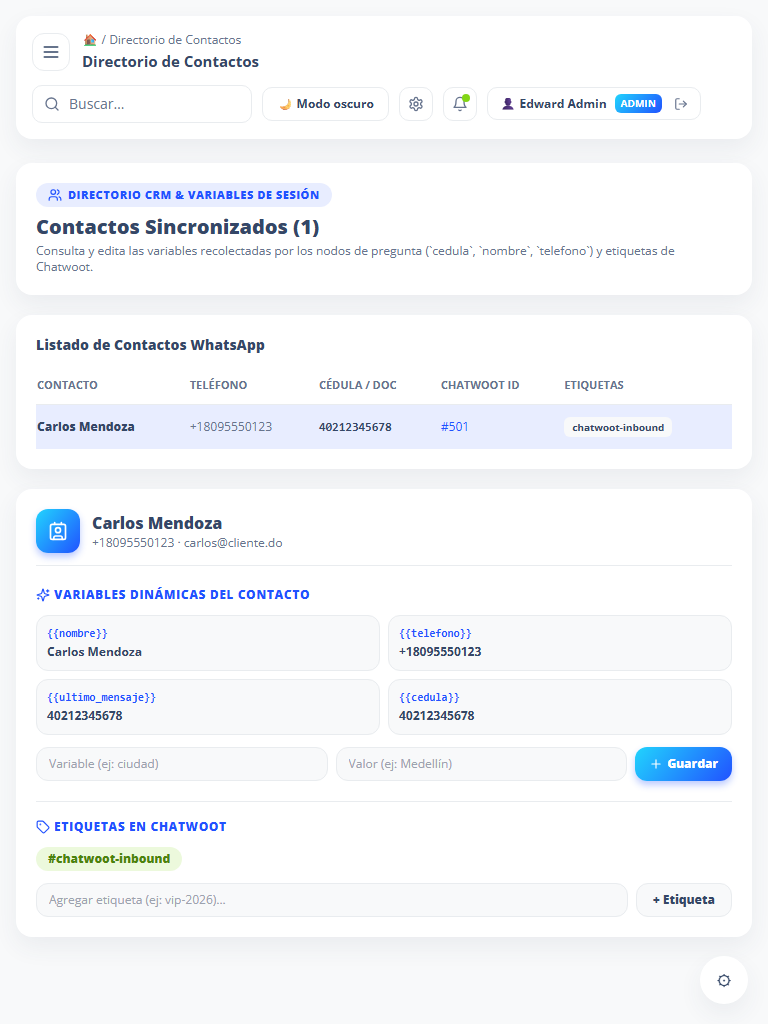 🏠 / Directorio de Contactos
Directorio de Contactos
Buscar...
🌙 Modo oscuro
👤 Edward Admin ADMIN
DIRECTORIO CRM & VARIABLES DE SESIÓN
Contactos Sincronizados (1)
Consulta y edita las variables recolectadas por los nodos de pregunta (`cedula`, `nombre`, `telefono`) y etiquetas de
Chatwoot.
Listado de Contactos WhatsApp
CONTACTO TELÉFONO CÉDULA / DOC CHATWOOT ID ETIQUETAS
Carlos Mendoza +18095550123 40212345678 #501 chatwoot-inbound
Carlos Mendoza
+18095550123 · carlos@cliente.do
VARIABLES DINÁMICAS DEL CONTACTO
{{nombre}}
Carlos Mendoza
{{telefono}}
+18095550123
{{ultimo_mensaje}}
40212345678
{{cedula}}
40212345678
Variable (ej: ciudad) Valor (ej: Medellín) + Guardar
ETIQUETAS EN CHATWOOT
#chatwoot-inbound
Agregar etiqueta (ej: vip-2026)... + Etiqueta